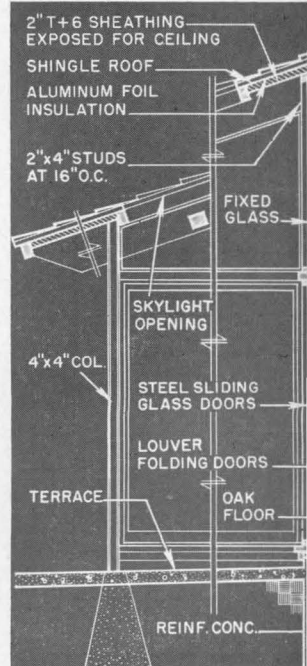 2" T+6 SHEATHING
EXPOSED FOR CEILING
SHINGLE ROOF
ALUMINUM FOIL
INSULATION
2"x4" STUDS
AT 16" O.C.
FIXED
GLASS
SKYLIGHT
OPENING
4"x4" COL.
STEEL SLIDING
GLASS DOORS
LOUVER
FOLDING DOORS
TERRACE
OAK
FLOOR
REINF. CONC.